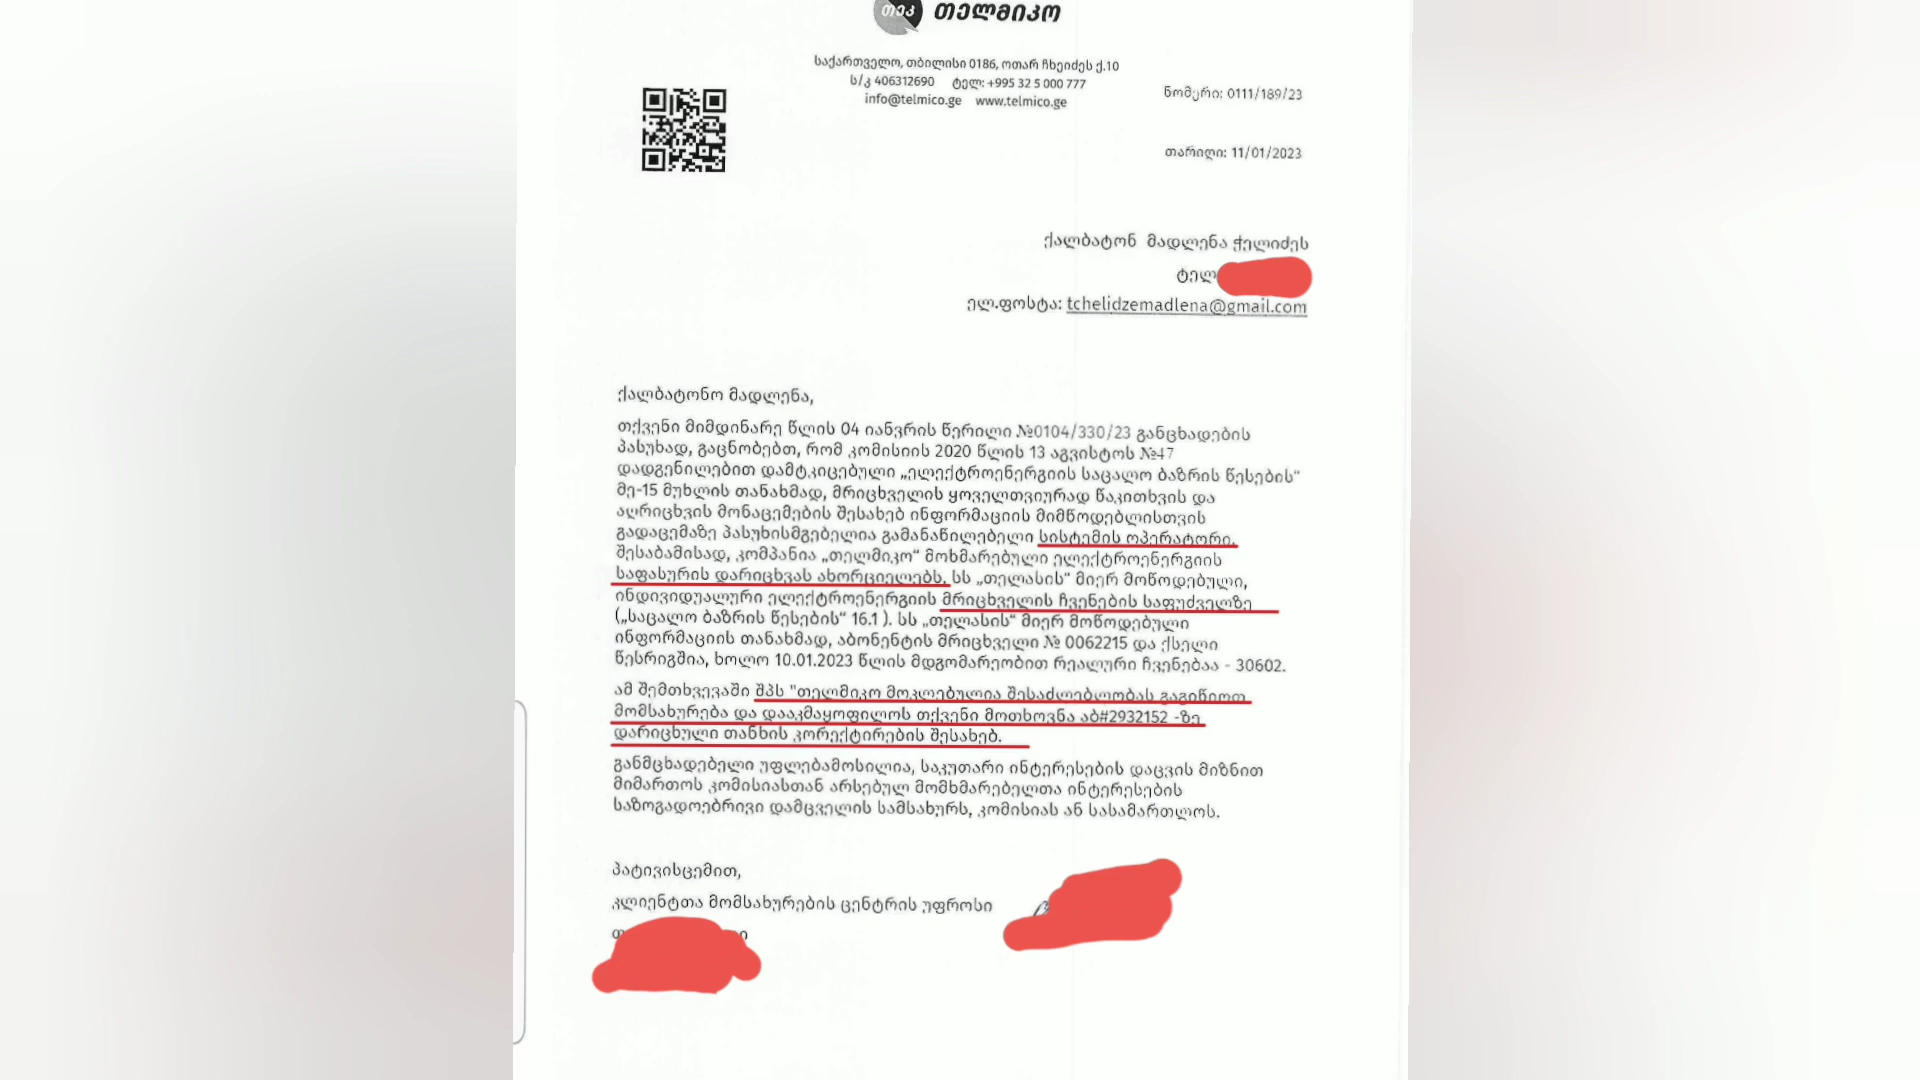 თეკ თელმიკო
საქართველო, თბილისი 0186, ოთარ ჩხეიძეს ქ.10
ს/კ 406312690 ტელ: +995 32 5 000 777
info@telmico.ge www.telmico.ge
ნომერი: 0111/189/23
თარიღი: 11/01/2023
ქალბატონ მადლენა ჭელიძეს
ტელ
ელ.ფოსტა: tchelidzemadlena@gmail.com
ქალბატონო მადლენა,
თქვენი მიმდინარე წლის 04 იანვრის წერილი №0104/330/23 განცხადების
პასუხად, გაცნობებთ, რომ კომისიის 2020 წლის 13 აგვისტოს №47
დადგენილებით დამტკიცებული „ელექტროენერგიის საცალო ბაზრის წესების“
მე-15 მუხლის თანახმად, მრიცხველის ყოველთვიურად წაკითხვის და
აღრიცხვის მონაცემების შესახებ ინფორმაციის მიმწოდებლისთვის
გადაცემაზე პასუხისმგებელია გამანაწილებელი სისტემის ოპერატორი.
შესაბამისად, კომპანია „თელმიკო“ მოხმარებული ელექტროენერგიის
საფასურის დარიცხვას ახორციელებს, სს „თელასის“ მიერ მოწოდებული,
ინდივიდუალური ელექტროენერგიის მრიცხველის ჩვენების საფუძველზე
(„საცალო ბაზრის წესების“ 16.1 ). სს „თელასის“ მიერ მოწოდებული
ინფორმაციის თანახმად, აბონენტის მრიცხველი № 0062215 და ქსელი
წესრიგშია, ხოლო 10.01.2023 წლის მდგომარეობით რეალური ჩვენებაა - 30602.
ამ შემთხვევაში შპს "თელმიკო მოკლებულია შესაძლებლობას გაგიწიოთ
მომსახურება და დააკმაყოფილოს თქვენი მოთხოვნა აბ#2932152 -ზე
დარიცხული თანხის კორექტირების შესახებ.
განმცხადებელი უფლებამოსილია, საკუთარი ინტერესების დაცვის მიზნით
მიმართოს კომისიასთან არსებულ მომხმარებელთა ინტერესების
საზოგადოებრივი დამცველის სამსახურს, კომისიას ან სასამართლოს.
პატივისცემით,
კლიენტთა მომსახურების ცენტრის უფროსი